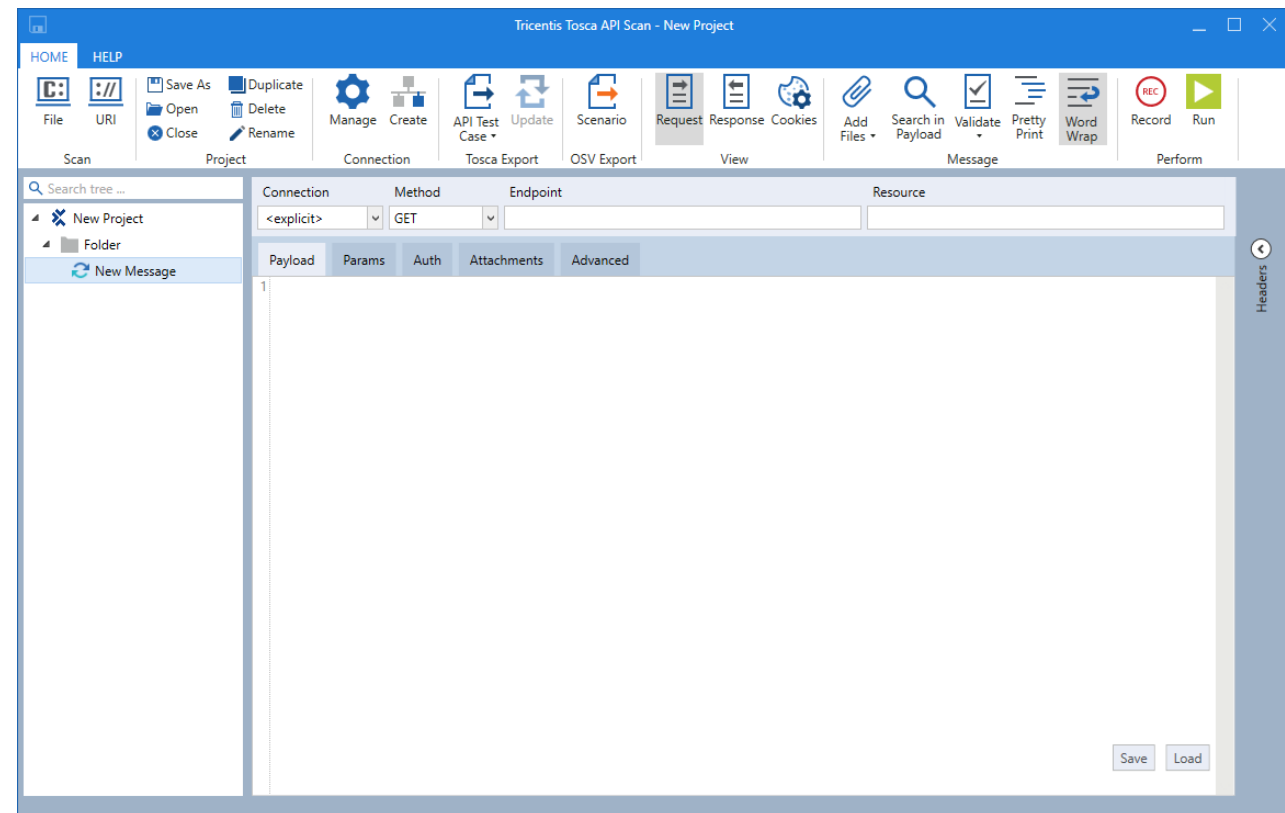 Tricentis Tosca API Scan - New Project
HOME HELP
C: :// Save As Duplicate
Open Delete
Close Rename
File URI Manage Create API Test Case Update Scenario Request Response Cookies Add Files Search in Payload Validate Pretty Print Word Wrap REC Record Run
Scan Project Connection Tosca Export OSV Export View Message Perform
Search tree ...
New Project
Folder
New Message
Connection Method Endpoint Resource
<explicit> GET
Payload Params Auth Attachments Advanced
1
Headers
Save Load